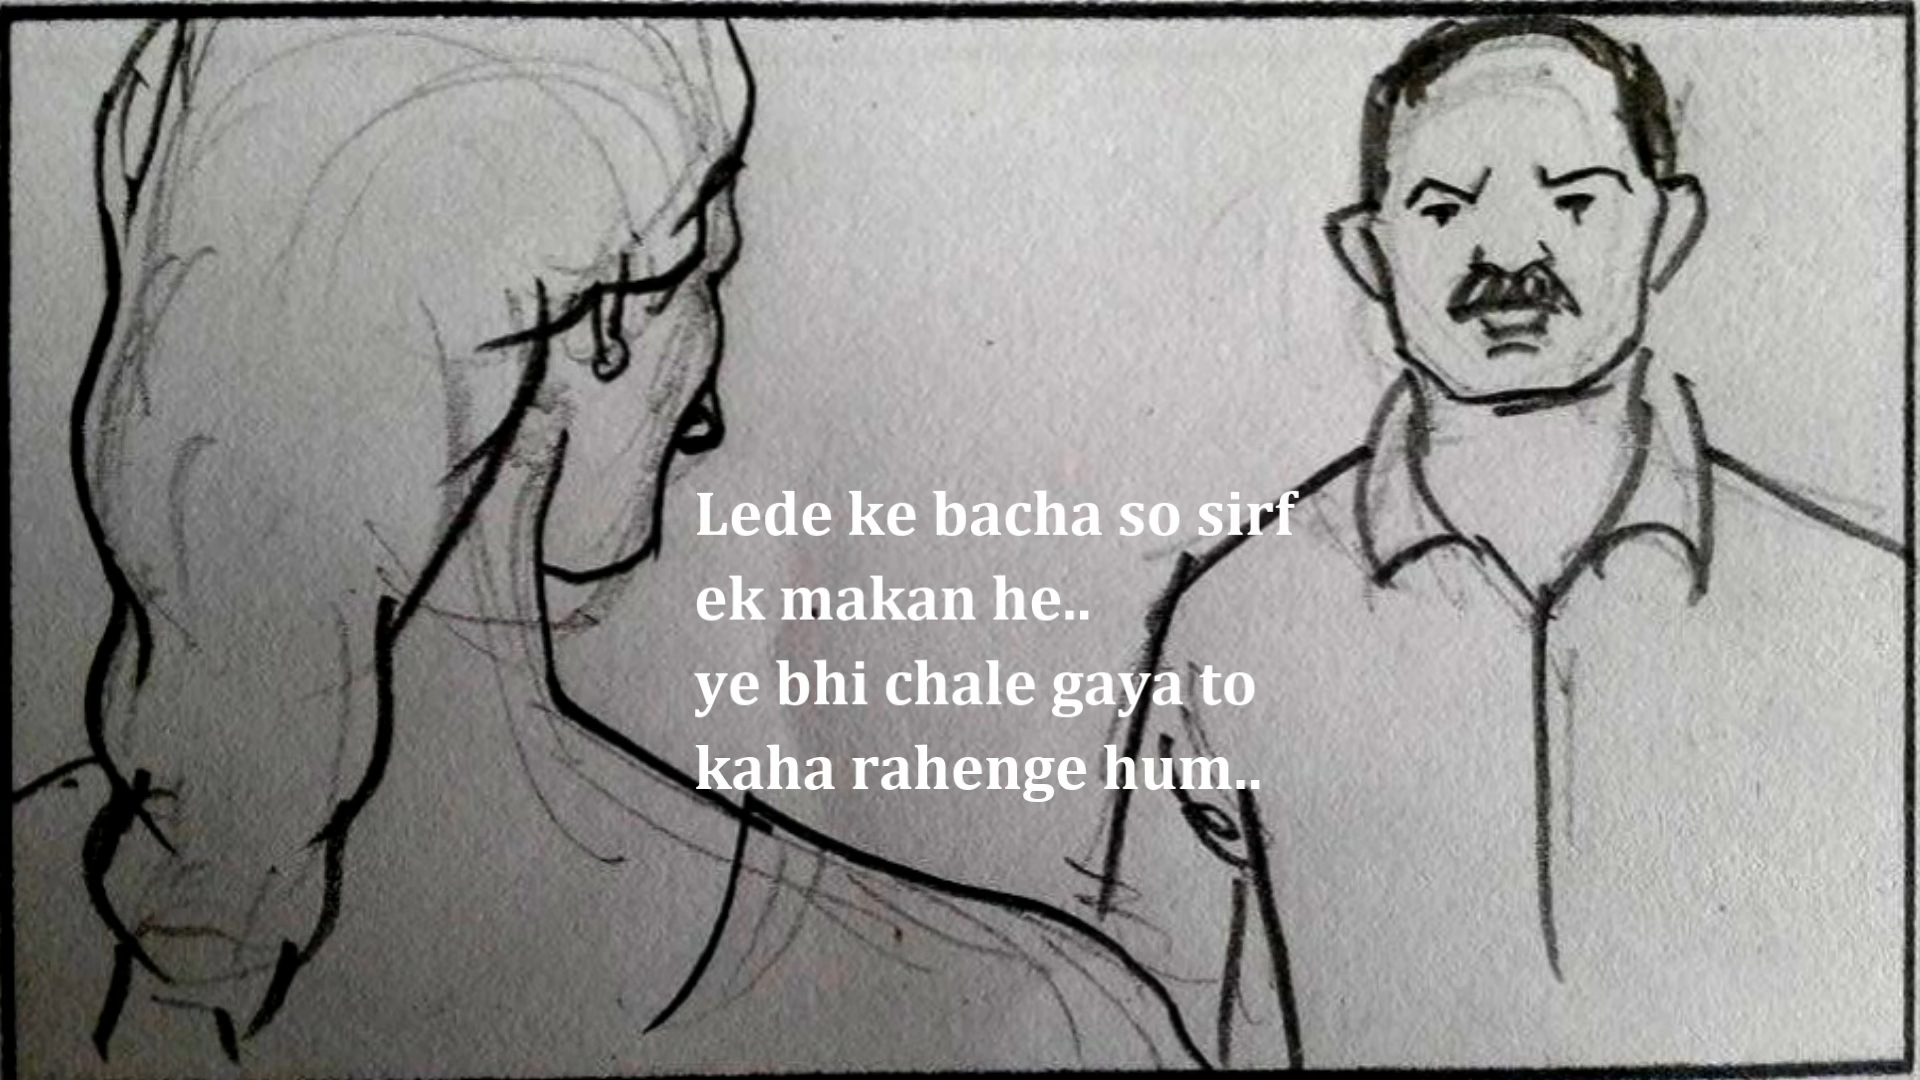 Lede ke bacha so sirf
ek makan he..
ye bhi chale gaya to
kaha rahenge hum..